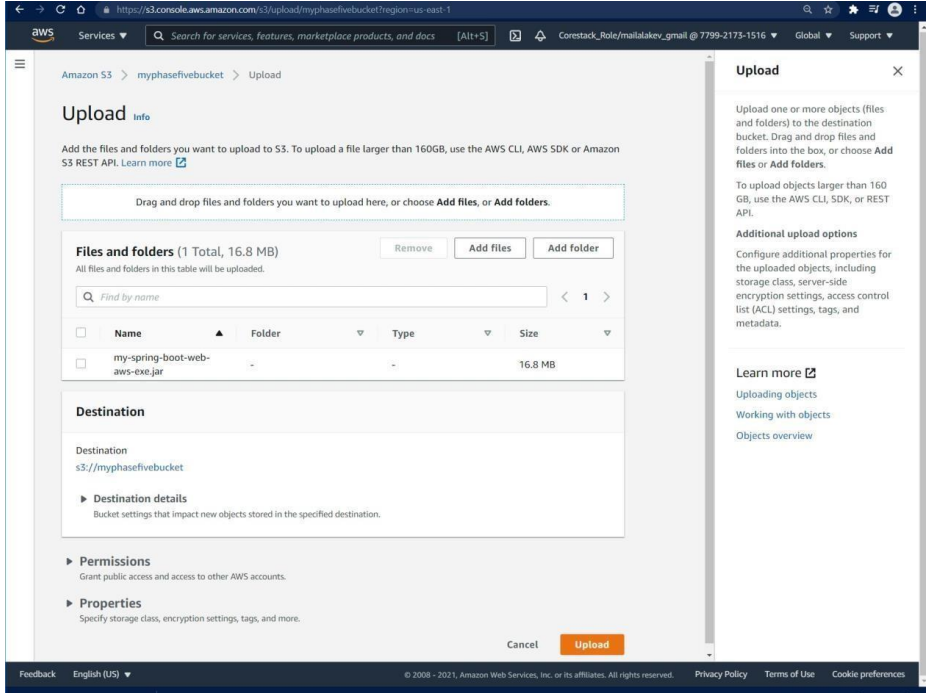 https://s3.console.aws.amazon.com/s3/upload/myphasefivebucket?region=us-east-1
aws Services ▼ Search for services, features, marketplace products, and docs [Alt+S] Corestack_Role/mailalakev_gmail @ 7799-2173-1516 ▼ Global ▼ Support ▼
Amazon S3 > myphasefivebucket > Upload
Upload Info
Add the files and folders you want to upload to S3. To upload a file larger than 160GB, use the AWS CLI, AWS SDK or Amazon
S3 REST API. Learn more
Drag and drop files and folders you want to upload here, or choose Add files, or Add folders.
Files and folders (1 Total, 16.8 MB) Remove Add files Add folder
All files and folders in this table will be uploaded.
Find by name < 1 >
Name ▲ Folder Type Size
my-spring-boot-web-
aws-exe.jar - - 16.8 MB
Destination
Destination
s3://myphasefivebucket
Destination details
Bucket settings that impact new objects stored in the specified destination.
Permissions
Grant public access and access to other AWS accounts.
Properties
Specify storage class, encryption settings, tags, and more.
Cancel Upload
Upload
Upload one or more objects (files
and folders) to the destination
bucket. Drag and drop files and
folders into the box, or choose Add
files or Add folders.
To upload objects larger than 160
GB, use the AWS CLI, SDK, or REST
API.
Additional upload options
Configure additional properties for
the uploaded objects, including
storage class, server-side
encryption settings, access control
list (ACL) settings, tags, and
metadata.
Learn more
Uploading objects
Working with objects
Objects overview
Feedback English (US) ▼ © 2008 - 2021, Amazon Web Services, Inc. or its affiliates. All rights reserved. Privacy Policy Terms of Use Cookie preferences